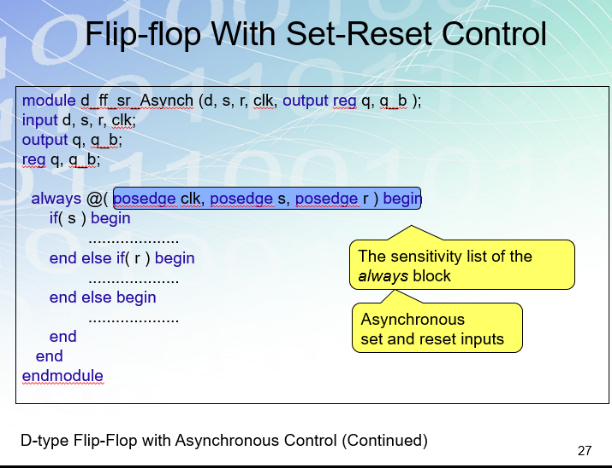 Flip-flop With Set-Reset Control
module d_ff_sr_Asynch (d, s, r, clk, output reg q, q_b );
input d, s, r, clk;
output q, q_b;
reg q, q_b;
always @( posedge clk, posedge s, posedge r ) begin
if( s ) begin
....................
end else if( r ) begin
....................
end else begin
....................
end
end
endmodule
The sensitivity list of the
always block
Asynchronous
set and reset inputs
D-type Flip-Flop with Asynchronous Control (Continued)
27